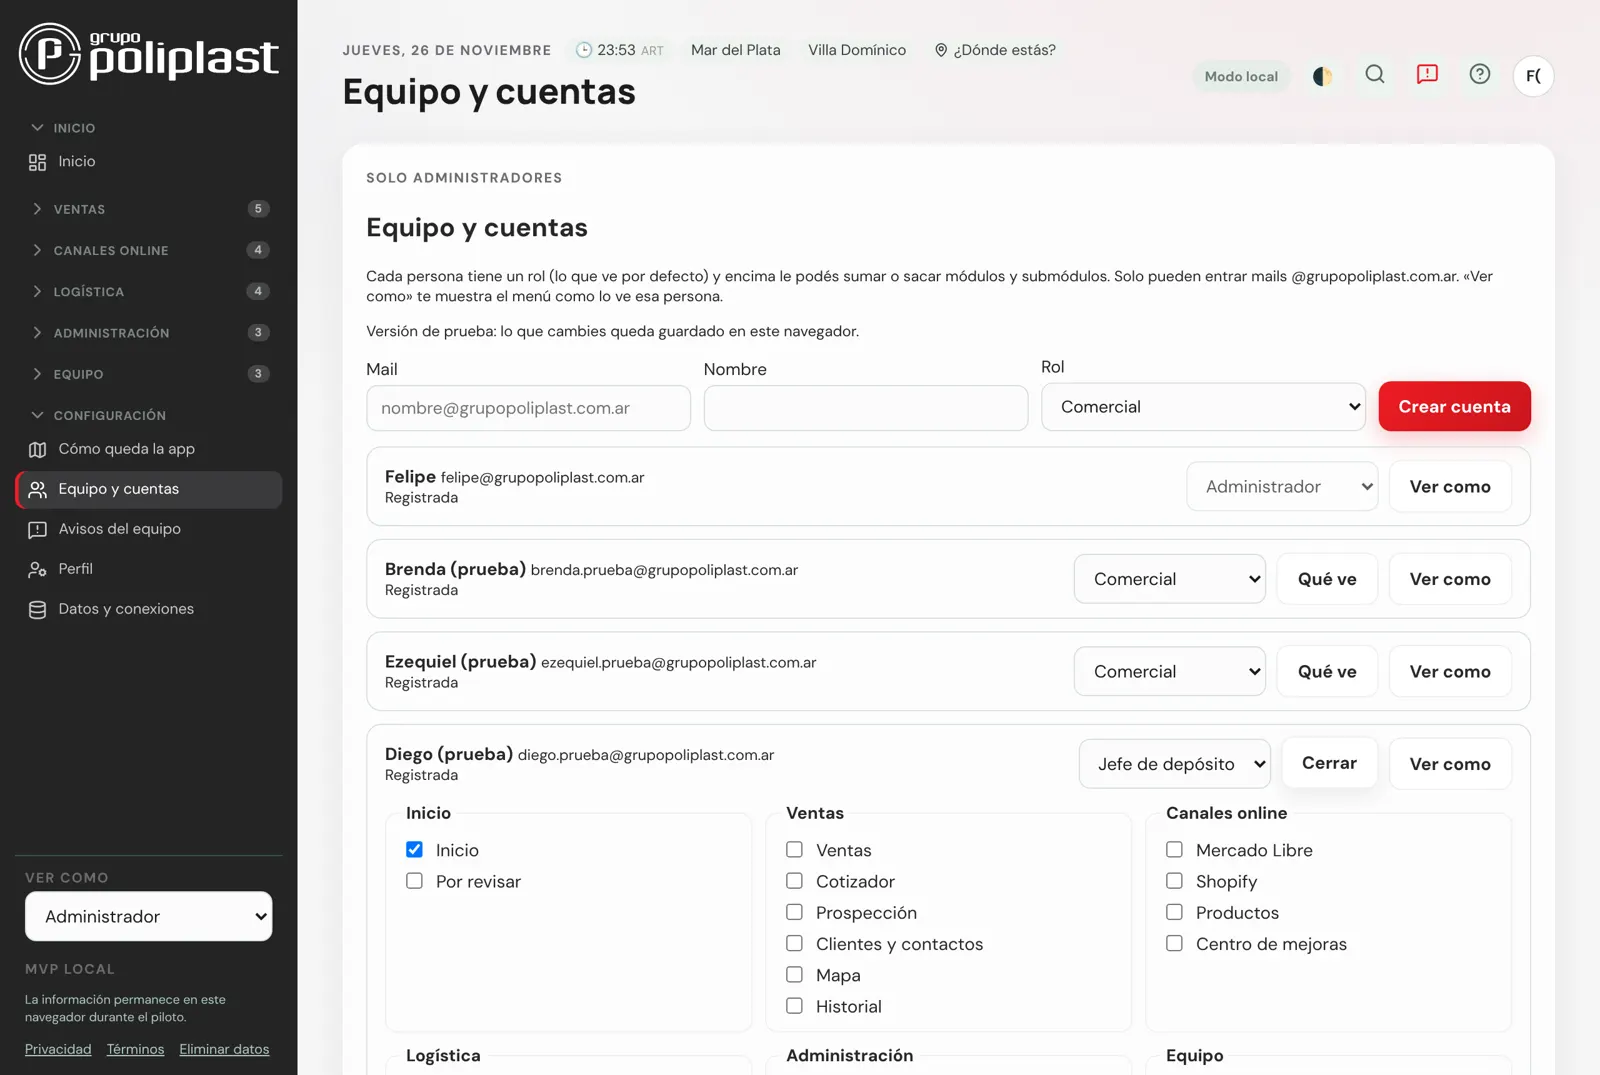 grupo
poliplast
INICIO
Inicio
VENTAS 5
CANALES ONLINE 4
LOGÍSTICA 4
ADMINISTRACIÓN 3
EQUIPO 3
CONFIGURACIÓN
Cómo queda la app
Equipo y cuentas
Avisos del equipo
Perfil
Datos y conexiones
VER COMO
Administrador
MVP LOCAL
La información permanece en este
navegador durante el piloto.
Privacidad Términos Eliminar datos
JUEVES, 26 DE NOVIEMBRE 23:53 ART Mar del Plata Villa Domínico ¿Dónde estás?
Equipo y cuentas
Modo local F(
SOLO ADMINISTRADORES
Equipo y cuentas
Cada persona tiene un rol (lo que ve por defecto) y encima le podés sumar o sacar módulos y submódulos. Solo pueden entrar mails @grupopoliplast.com.ar. «Ver
como» te muestra el menú como lo ve esa persona.
Versión de prueba: lo que cambies queda guardado en este navegador.
Mail Nombre Rol
nombre@grupopoliplast.com.ar Comercial Crear cuenta
Felipe felipe@grupopoliplast.com.ar
Registrada
Administrador Ver como
Brenda (prueba) brenda.prueba@grupopoliplast.com.ar
Registrada
Comercial Qué ve Ver como
Ezequiel (prueba) ezequiel.prueba@grupopoliplast.com.ar
Registrada
Comercial Qué ve Ver como
Diego (prueba) diego.prueba@grupopoliplast.com.ar
Registrada
Jefe de depósito Cerrar Ver como
Inicio
Inicio
Por revisar
Ventas
Ventas
Cotizador
Prospección
Clientes y contactos
Mapa
Historial
Canales online
Mercado Libre
Shopify
Productos
Centro de mejoras
Logística Administración Equipo